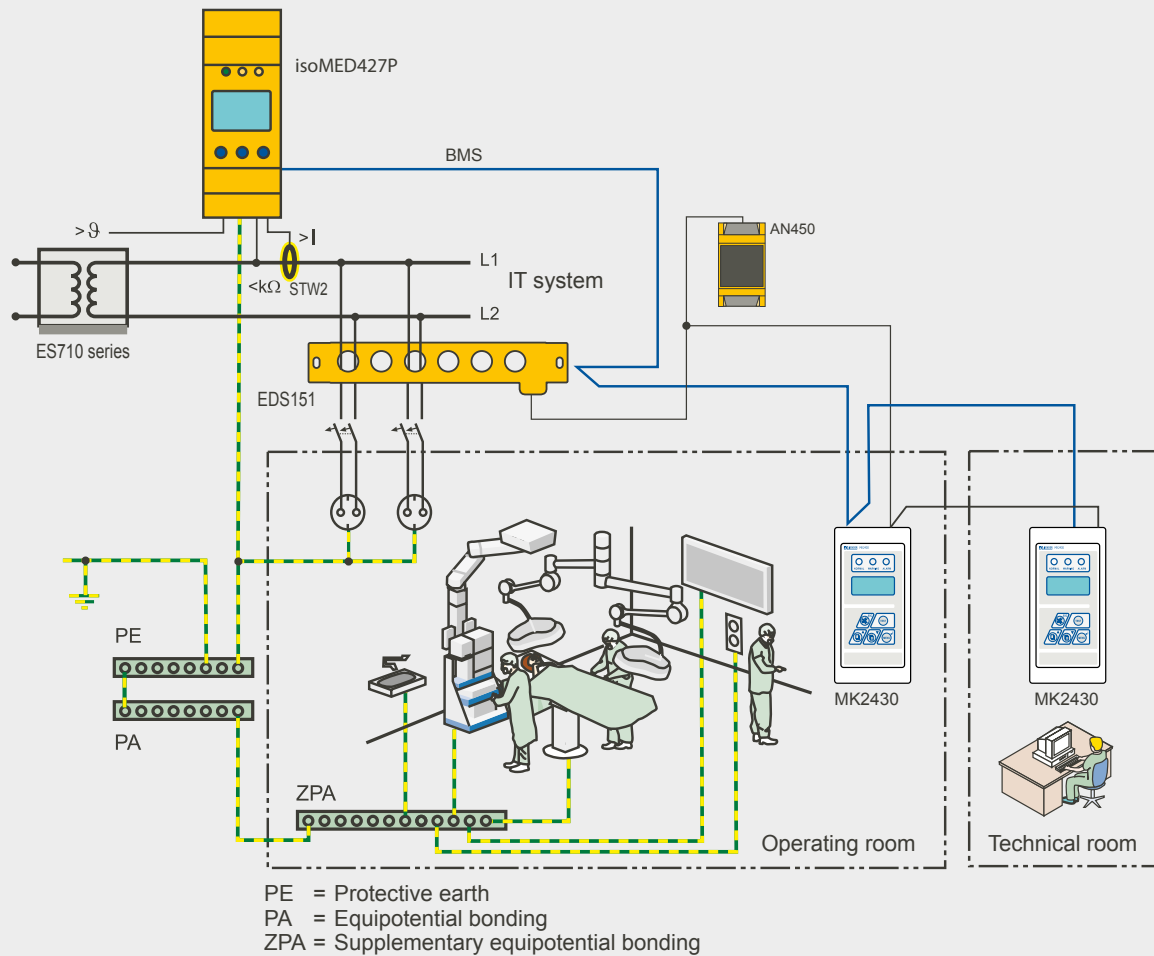 isoMED427P
BMS
>ϑ
>I
AN450
L1
IT system
<kΩ STW2
L2
ES710 series
EDS151
PE
PA
MK2430
MK2430
ZPA
Operating room
Technical room
PE = Protective earth
PA = Equipotential bonding
ZPA = Supplementary equipotential bonding